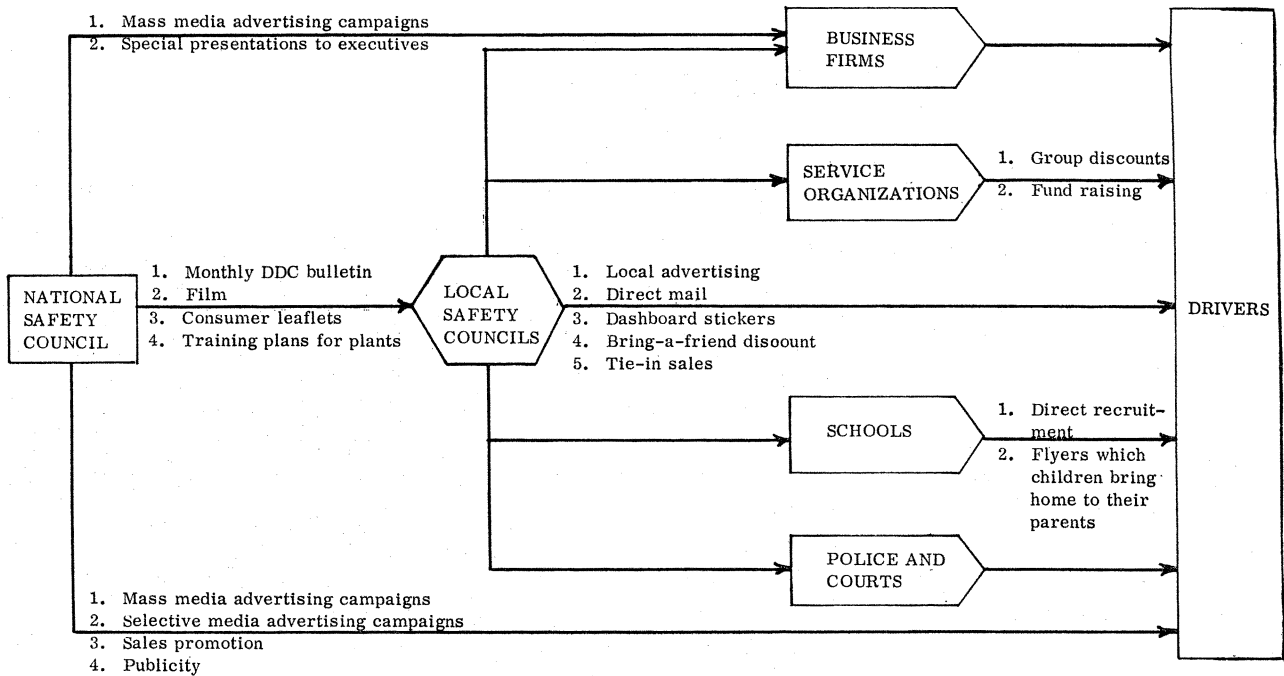 1. Mass media advertising campaigns
2. Special presentations to executives
BUSINESS
FIRMS
SERVICE
ORGANIZATIONS
1. Group discounts
2. Fund raising
NATIONAL
SAFETY
COUNCIL
1. Monthly DDC bulletin
2. Film
3. Consumer leaflets
4. Training plans for plants
LOCAL
SAFETY
COUNCILS
1. Local advertising
2. Direct mail
3. Dashboard stickers
4. Bring-a-friend disoount
5. Tie-in sales
DRIVERS
SCHOOLS
1. Direct recruit-
ment
2. Flyers which
children bring
home to their
parents
POLICE AND
COURTS
1. Mass media advertising campaigns
2. Selective media advertising campaigns
3. Sales promotion
4. Publicity